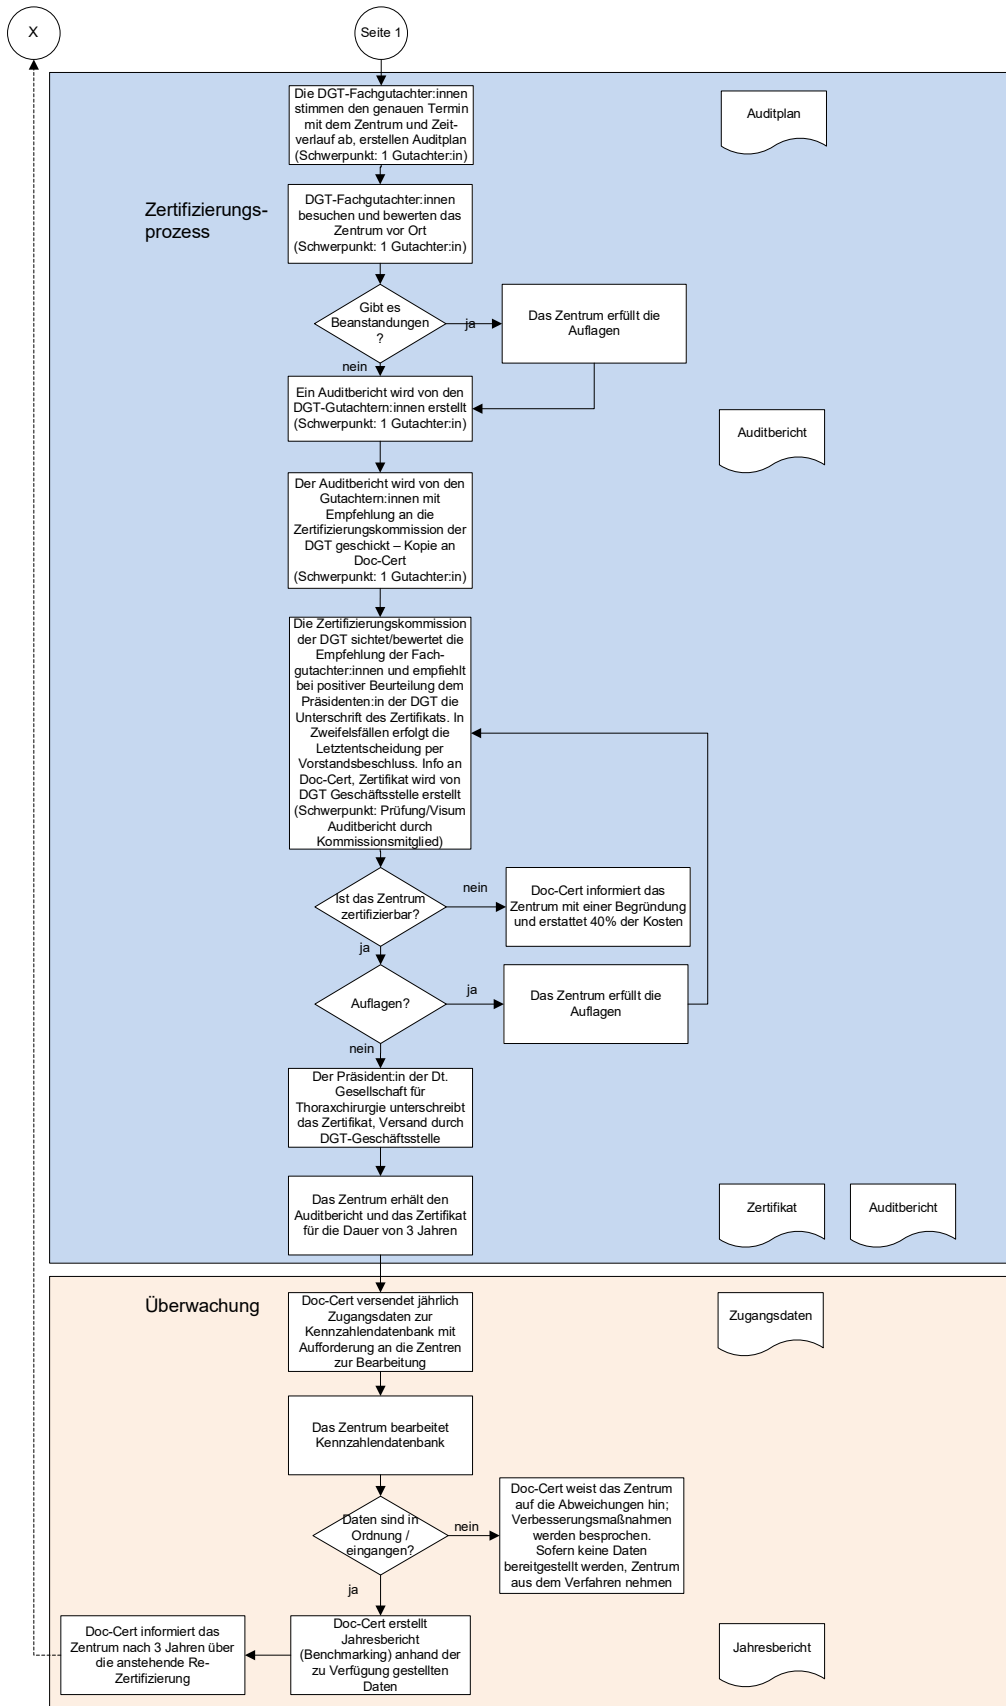 X
Seite 1
Die DGT-Fachgutachter:innen
stimmen den genauen Termin
mit dem Zentrum und Zeit-
verlauf ab, erstellen Auditplan
(Schwerpunkt: 1 Gutachter:in)
Auditplan
Zertifizierungs-
prozess
DGT-Fachgutachter:innen
besuchen und bewerten das
Zentrum vor Ort
(Schwerpunkt: 1 Gutachter:in)
Gibt es
Beanstandungen
?
ja
Das Zentrum erfüllt die
Auflagen
nein
Ein Auditbericht wird von den
DGT-Gutachtern:innen erstellt
(Schwerpunkt: 1 Gutachter:in)
Auditbericht
Der Auditbericht wird von den
Gutachtern:innen mit
Empfehlung an die
Zertifizierungskommission der
DGT geschickt – Kopie an
Doc-Cert
(Schwerpunkt: 1 Gutachter:in)
Die Zertifizierungskommission
der DGT sichtet/bewertet die
Empfehlung der Fach-
gutachter:innen und empfiehlt
bei positiver Beurteilung dem
Präsidenten:in der DGT die
Unterschrift des Zertifikats. In
Zweifelsfällen erfolgt die
Letztentscheidung per
Vorstandsbeschluss. Info an
Doc-Cert, Zertifikat wird von
DGT Geschäftsstelle erstellt
(Schwerpunkt: Prüfung/Visum
Auditbericht durch
Kommissionsmitglied)
Ist das Zentrum
zertifizierbar?
nein
Doc-Cert informiert das
Zentrum mit einer Begründung
und erstattet 40% der Kosten
ja
Auflagen?
ja
Das Zentrum erfüllt die
Auflagen
nein
Der Präsident:in der Dt.
Gesellschaft für
Thoraxchirurgie unterschreibt
das Zertifikat, Versand durch
DGT-Geschäftsstelle
Das Zentrum erhält den
Auditbericht und das Zertifikat
für die Dauer von 3 Jahren
Zertifikat
Auditbericht
Überwachung
Doc-Cert versendet jährlich
Zugangsdaten zur
Kennzahlendatenbank mit
Aufforderung an die Zentren
zur Bearbeitung
Zugangsdaten
Das Zentrum bearbeitet
Kennzahlendatenbank
Daten sind in
Ordnung /
eingangen?
nein
Doc-Cert weist das Zentrum
auf die Abweichungen hin;
Verbesserungsmaßnahmen
werden besprochen.
Sofern keine Daten
bereitgestellt werden, Zentrum
aus dem Verfahren nehmen
ja
Doc-Cert erstellt
Jahresbericht
(Benchmarking) anhand der
zu Verfügung gestellten
Daten
Doc-Cert informiert das
Zentrum nach 3 Jahren über
die anstehende Re-
Zertifizierung
Jahresbericht